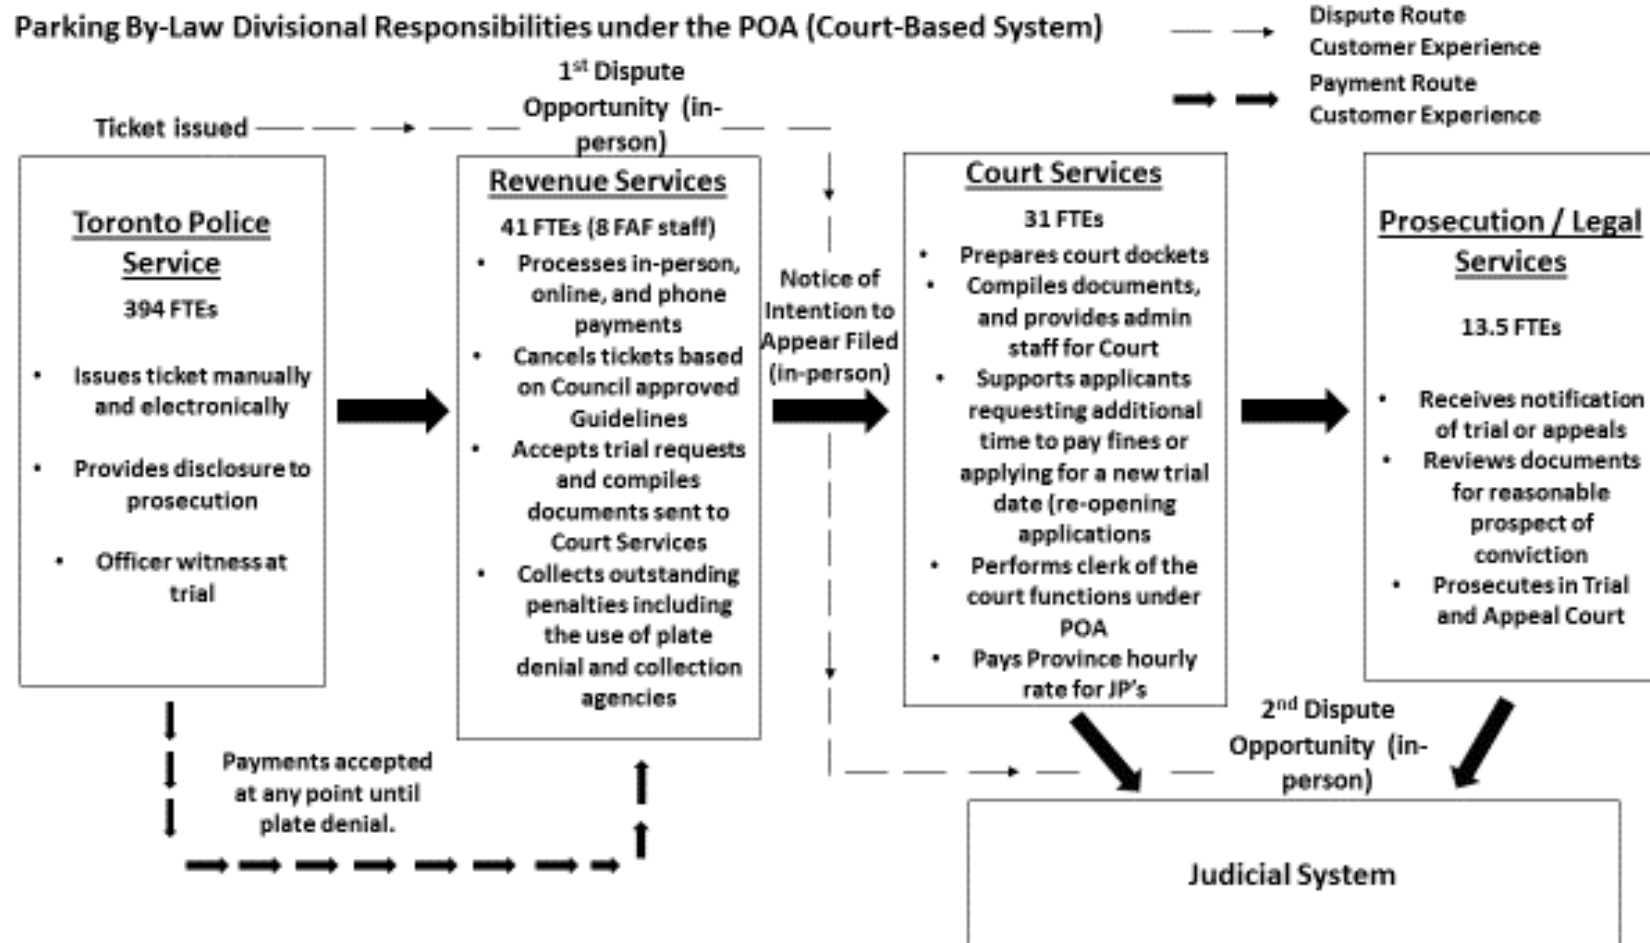 Parking By-Law Divisional Responsibilities under the POA (Court-Based System)
Dispute Route
Customer Experience
Payment Route
Customer Experience
Ticket issued
1st Dispute
Opportunity (in-
person)
Toronto Police
Service
394 FTEs
• Issues ticket manually
and electronically
• Provides disclosure to
prosecution
• Officer witness at
trial
Revenue Services
41 FTEs (8 FAF staff)
• Processes in-person,
online, and phone
payments
• Cancels tickets based
on Council approved
Guidelines
• Accepts trial requests
and compiles
documents sent to
Court Services
• Collects outstanding
penalties including
the use of plate
denial and collection
agencies
Notice of
Intention to
Appear Filed
(in-person)
Court Services
31 FTEs
• Prepares court dockets
• Compiles documents,
and provides admin
staff for Court
• Supports applicants
requesting additional
time to pay fines or
applying for a new trial
date (re-opening
applications
• Performs clerk of the
court functions under
POA
• Pays Province hourly
rate for JP's
Prosecution / Legal
Services
13.5 FTEs
• Receives notification
of trial or appeals
• Reviews documents
for reasonable
prospect of
conviction
• Prosecutes in Trial
and Appeal Court
Payments accepted
at any point until
plate denial.
2nd Dispute
Opportunity (in-
person)
Judicial System